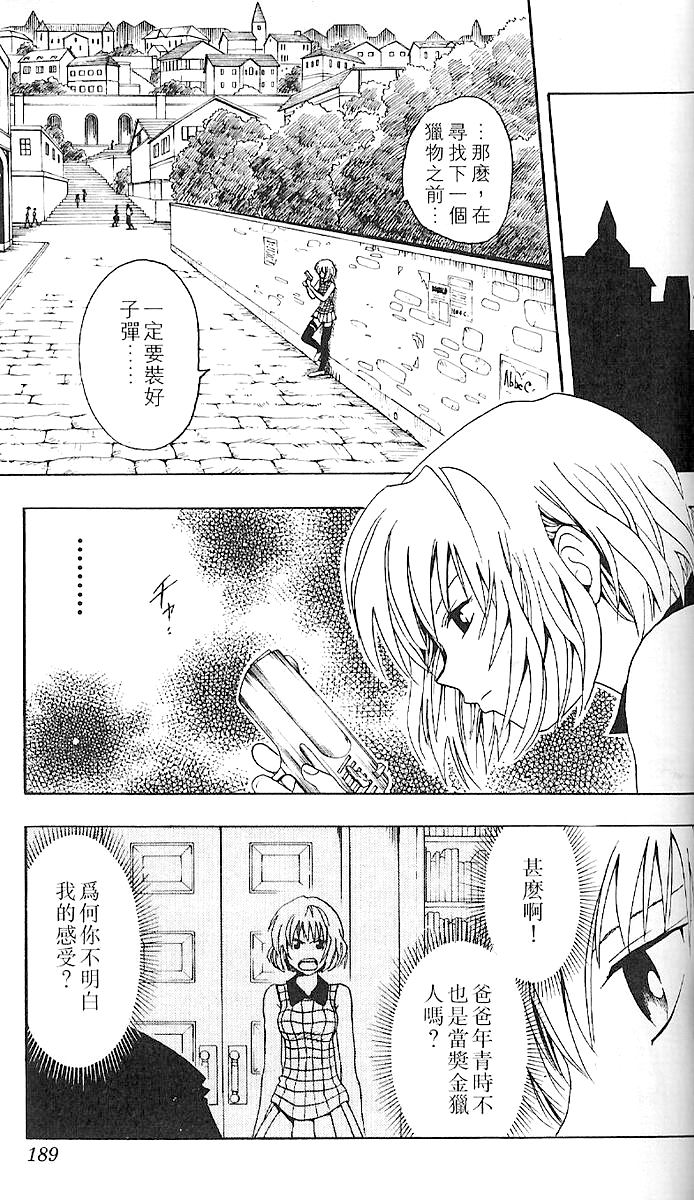 …那麼，在
尋找下一個
獵物之前…
一定要裝好
子彈……
AbbeC.
チャ…
………
甚麼啊！
爸爸年青時不
也是當獎金獵
人嗎？
爲何你不明白
我的感受？
189